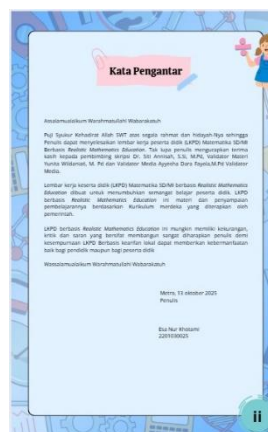 Kata Pengantar
Assalamualaikum Warahmatullahi Wabarakatuh
Puji Syukur Kehadirat Allah SWT atas segala rahmat dan hidayah-Nya sehingga
Penulis dapat menyelesaikan lembar kerja peserta didik (LKPD) Matematika SD/MI
Berbasis Realistic Mathematics Education. Tak lupa penulis mengucapkan terima
kasih kepada pembimbing skripsi Dr. Siti Annisah, S.Si, M.Pd, Validator Materi
Yunita Wildaniati, M. Pd dan Validator Media Ayyesha Dara Fayola,M.Pd Validator
Media.
Lembar kerja keserta didik (LKPD) Matematika SD/MI berbasis Realistic Mathematics
Education dibuat untuk menumbuhkan semangat belajar peserta didik. LKPD
berbasis Realistic Mathematics Education ini materi dan penyampaian
pembelajarannya berdasarkan Kurikulum merdeka yang diterapkan oleh
pemerintah.
LKPD berbasis Realistic Mathematics Education ini mungkin memiliki kekurangan,
kritik dan saran yang bersifat membangun sangat diharapkan penulis demi
kesempurnaan LKPD Berbasis kearifan lokal dapat memberikan kebermanfaatan
baik bagi pendidik maupun bagi peserta didik
Wassalamualaikum Warahmatullahi Wabarakatuh
Metro, 13 oktober 2025
Penulis
Esa Nur Kholami
2201030025
ii